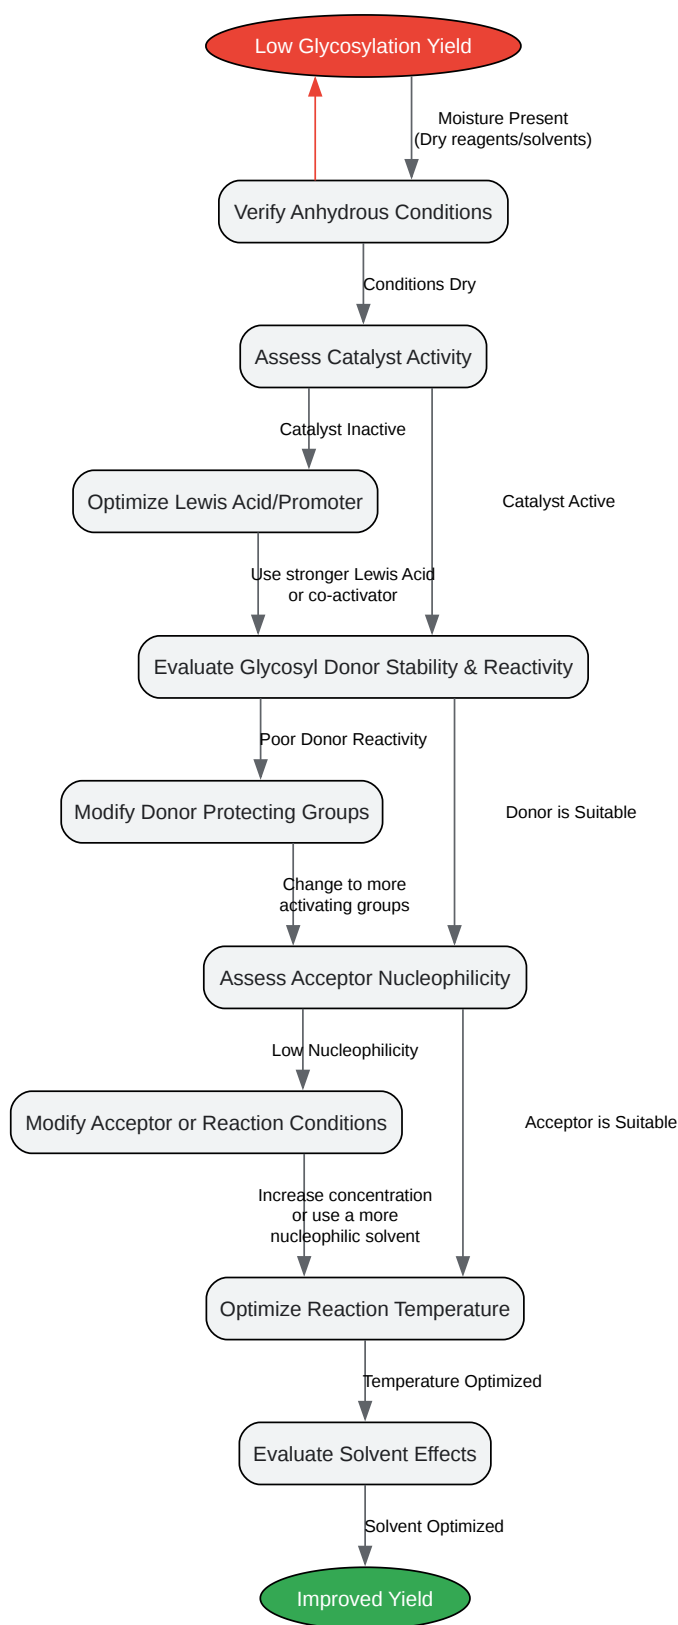 Low Glycosylation Yield
Moisture Present
(Dry reagents/solvents)
Verify Anhydrous Conditions
Conditions Dry
Assess Catalyst Activity
Catalyst Inactive
Optimize Lewis Acid/Promoter
Catalyst Active
Use stronger Lewis Acid
or co-activator
Evaluate Glycosyl Donor Stability & Reactivity
Poor Donor Reactivity
Modify Donor Protecting Groups
Donor is Suitable
Change to more
activating groups
Assess Acceptor Nucleophilicity
Low Nucleophilicity
Modify Acceptor or Reaction Conditions
Acceptor is Suitable
Increase concentration
or use a more
nucleophilic solvent
Optimize Reaction Temperature
Temperature Optimized
Evaluate Solvent Effects
Solvent Optimized
Improved Yield